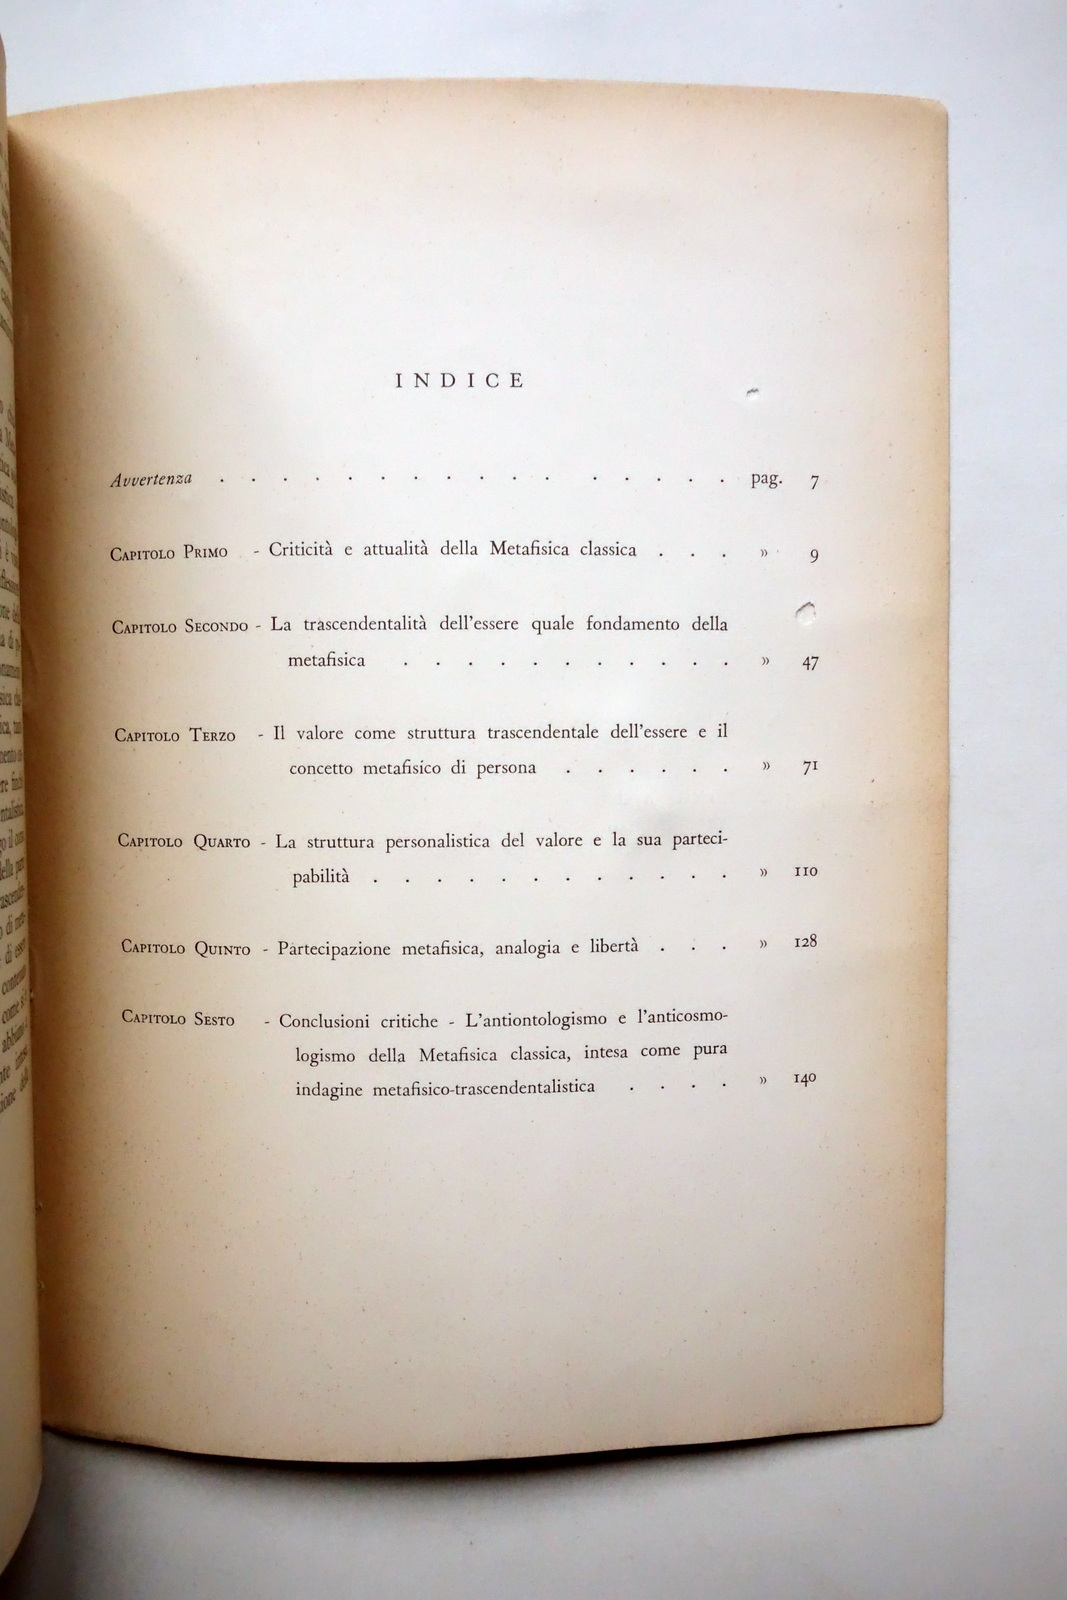 INDICE
Avvertenza . . . . . . . . . . . . . . . . pag. 7
Capitolo Primo - Criticità e attualità della Metafisica classica . . . » 9
Capitolo Secondo - La trascendentalità dell'essere quale fondamento della
metafisica . . . . . . . . . . . » 47
Capitolo Terzo - Il valore come struttura trascendentale dell'essere e il
concetto metafisico di persona . . . . . . » 71
Capitolo Quarto - La struttura personalistica del valore e la sua parteci-
pabilità . . . . . . . . . . . . » 110
Capitolo Quinto - Partecipazione metafisica, analogia e libertà . . . » 128
Capitolo Sesto - Conclusioni critiche - L'antiontologismo e l'anticosmo-
logismo della Metafisica classica, intesa come pura
indagine metafisico-trascendentalistica . . . . » 140